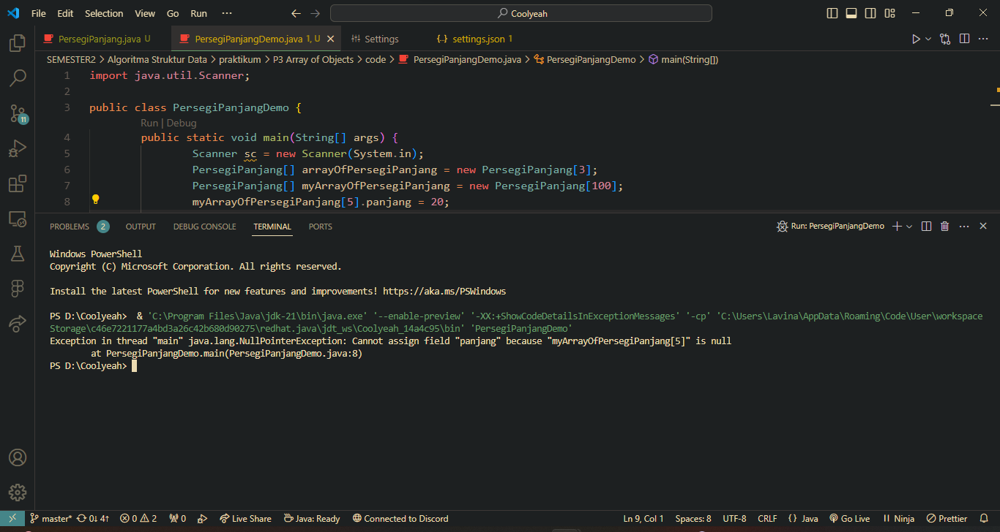 File Edit Selection View Go Run ··· Coolyeah
PersegiPanjang.java U PersegiPanjangDemo.java 1, U Settings {..} settings.json 1
SEMESTER2 > Algoritma Struktur Data > praktikum > P3 Array of Objects > code > PersegiPanjangDemo.java > PersegiPanjangDemo > main(String[])
1 import java.util.Scanner;
2
3 public class PersegiPanjangDemo {
Run | Debug
4 public static void main(String[] args) {
5 Scanner sc = new Scanner(System.in);
6 PersegiPanjang[] arrayOfPersegiPanjang = new PersegiPanjang[3];
7 PersegiPanjang[] myArrayOfPersegiPanjang = new PersegiPanjang[100];
8 myArrayOfPersegiPanjang[5].panjang = 20;
11
PROBLEMS 2 OUTPUT DEBUG CONSOLE TERMINAL PORTS Run: PersegiPanjangDemo
Windows PowerShell
Copyright (C) Microsoft Corporation. All rights reserved.
Install the latest PowerShell for new features and improvements! https://aka.ms/PSWindows
PS D:\Coolyeah>  & 'C:\Program Files\Java\jdk-21\bin\java.exe' '--enable-preview' '-XX:+ShowCodeDetailsInExceptionMessages' '-cp' 'C:\Users\Lavina\AppData\Roaming\Code\User\workspace
Storage\c46e7221177a4bd3a26c42b680d90275\redhat.java\jdt_ws\Coolyeah_14a4c95\bin' 'PersegiPanjangDemo'
Exception in thread "main" java.lang.NullPointerException: Cannot assign field "panjang" because "myArrayOfPersegiPanjang[5]" is null
at PersegiPanjangDemo.main(PersegiPanjangDemo.java:8)
PS D:\Coolyeah>
master* 0↓ 4↑ 0 2 0 Live Share Java: Ready Connected to Discord Ln 9, Col 1 Spaces: 8 UTF-8 CRLF {} Java Go Live Ninja Prettier